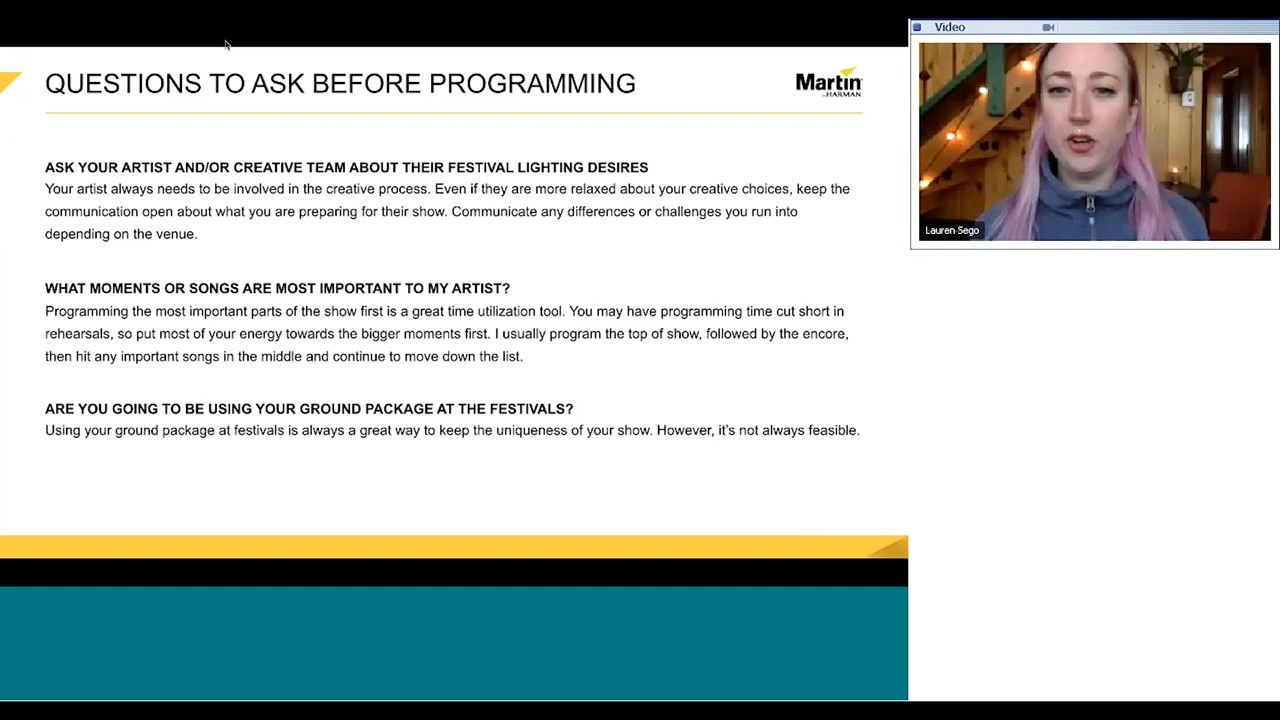 QUESTIONS TO ASK BEFORE PROGRAMMING
Martin
by HARMAN
ASK YOUR ARTIST AND/OR CREATIVE TEAM ABOUT THEIR FESTIVAL LIGHTING DESIRES
Your artist always needs to be involved in the creative process. Even if they are more relaxed about your creative choices, keep the
communication open about what you are preparing for their show. Communicate any differences or challenges you run into
depending on the venue.
WHAT MOMENTS OR SONGS ARE MOST IMPORTANT TO MY ARTIST?
Programming the most important parts of the show first is a great time utilization tool. You may have programming time cut short in
rehearsals, so put most of your energy towards the bigger moments first. I usually program the top of show, followed by the encore,
then hit any important songs in the middle and continue to move down the list.
ARE YOU GOING TO BE USING YOUR GROUND PACKAGE AT THE FESTIVALS?
Using your ground package at festivals is always a great way to keep the uniqueness of your show. However, it’s not always feasible.
Video
Lauren Sego